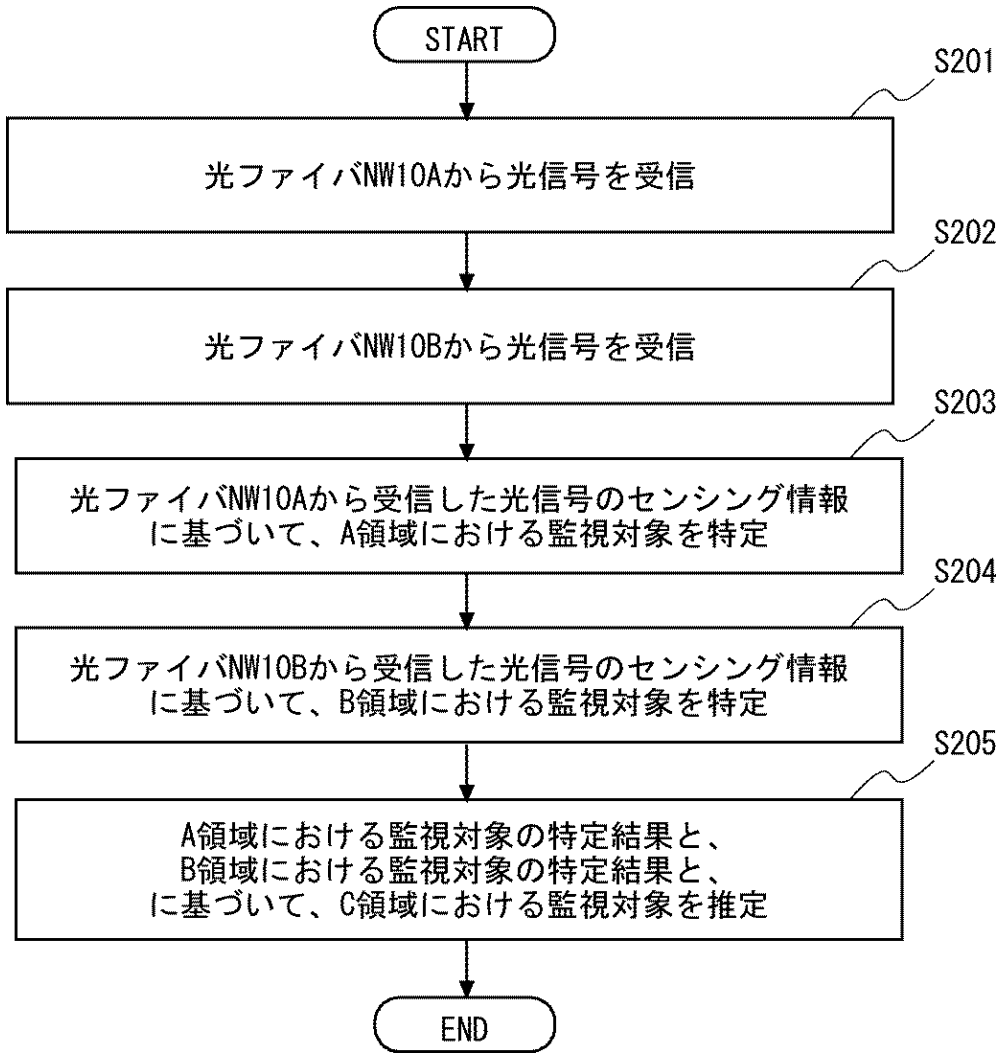 START
S201
光ファイバNW10Aから光信号を受信
S202
光ファイバNW10Bから光信号を受信
S203
光ファイバNW10Aから受信した光信号のセンシング情報
に基づいて、A領域における監視対象を特定
S204
光ファイバNW10Bから受信した光信号のセンシング情報
に基づいて、B領域における監視対象を特定
S205
A領域における監視対象の特定結果と、
B領域における監視対象の特定結果と、
に基づいて、C領域における監視対象を推定
END